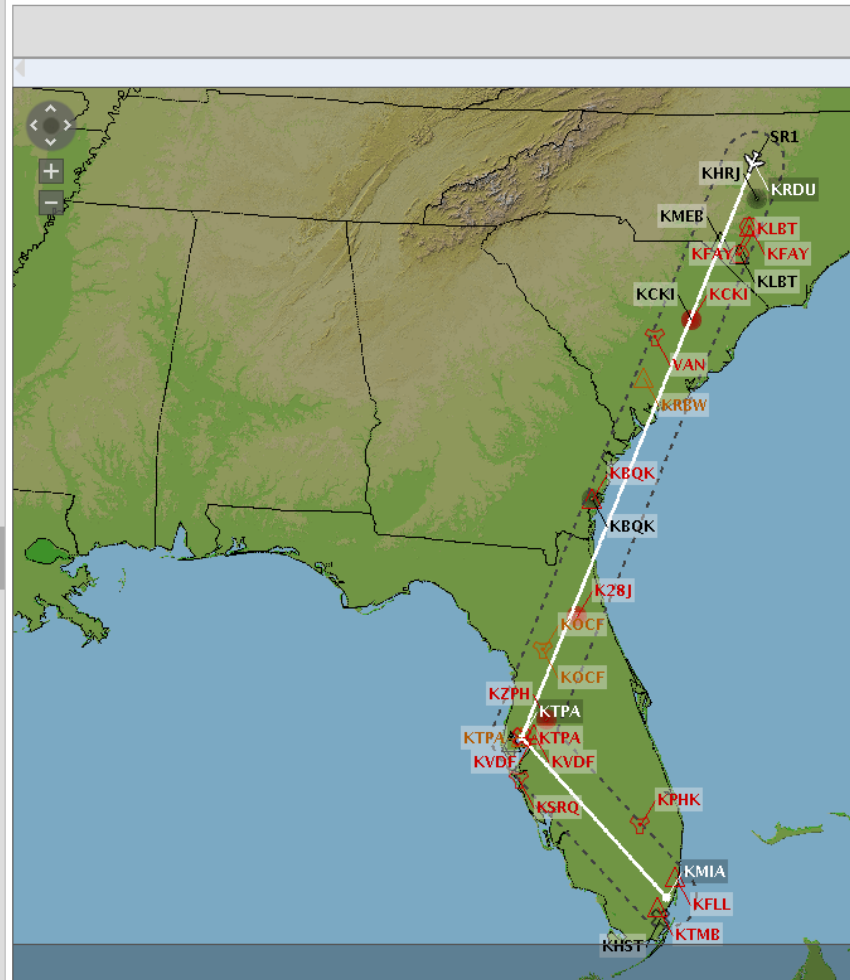 SR1
KHRJ
KRDU
KMEB
KLBT
KFAY
KFAY
KLBT
KCKI
KCKI
VAN
KRBW
KBQK
KBQK
K28J
KOCF
KOCF
KZPH
KTPA
KTPA
KTPA
KVDF
KVDF
KSRQ
KPHK
KMIA
KFLL
KTMB
KHST